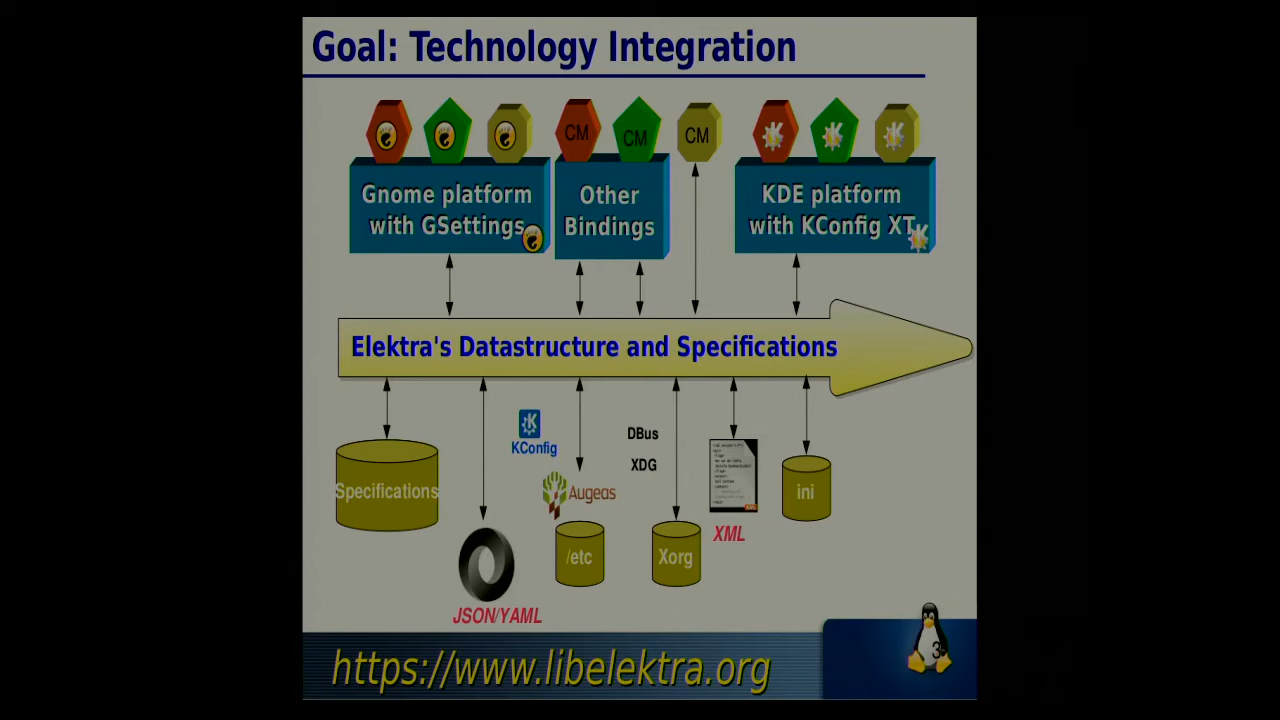 Goal: Technology Integration
CM
CM
CM
Gnome platform
with GSettings
Other
Bindings
KDE platform
with KConfig XT
Elektra's Datastructure and Specifications
KConfig
DBus
XDG
Specifications
Augeas
ini
XML
/etc
Xorg
JSON/YAML
https://www.libelektra.org